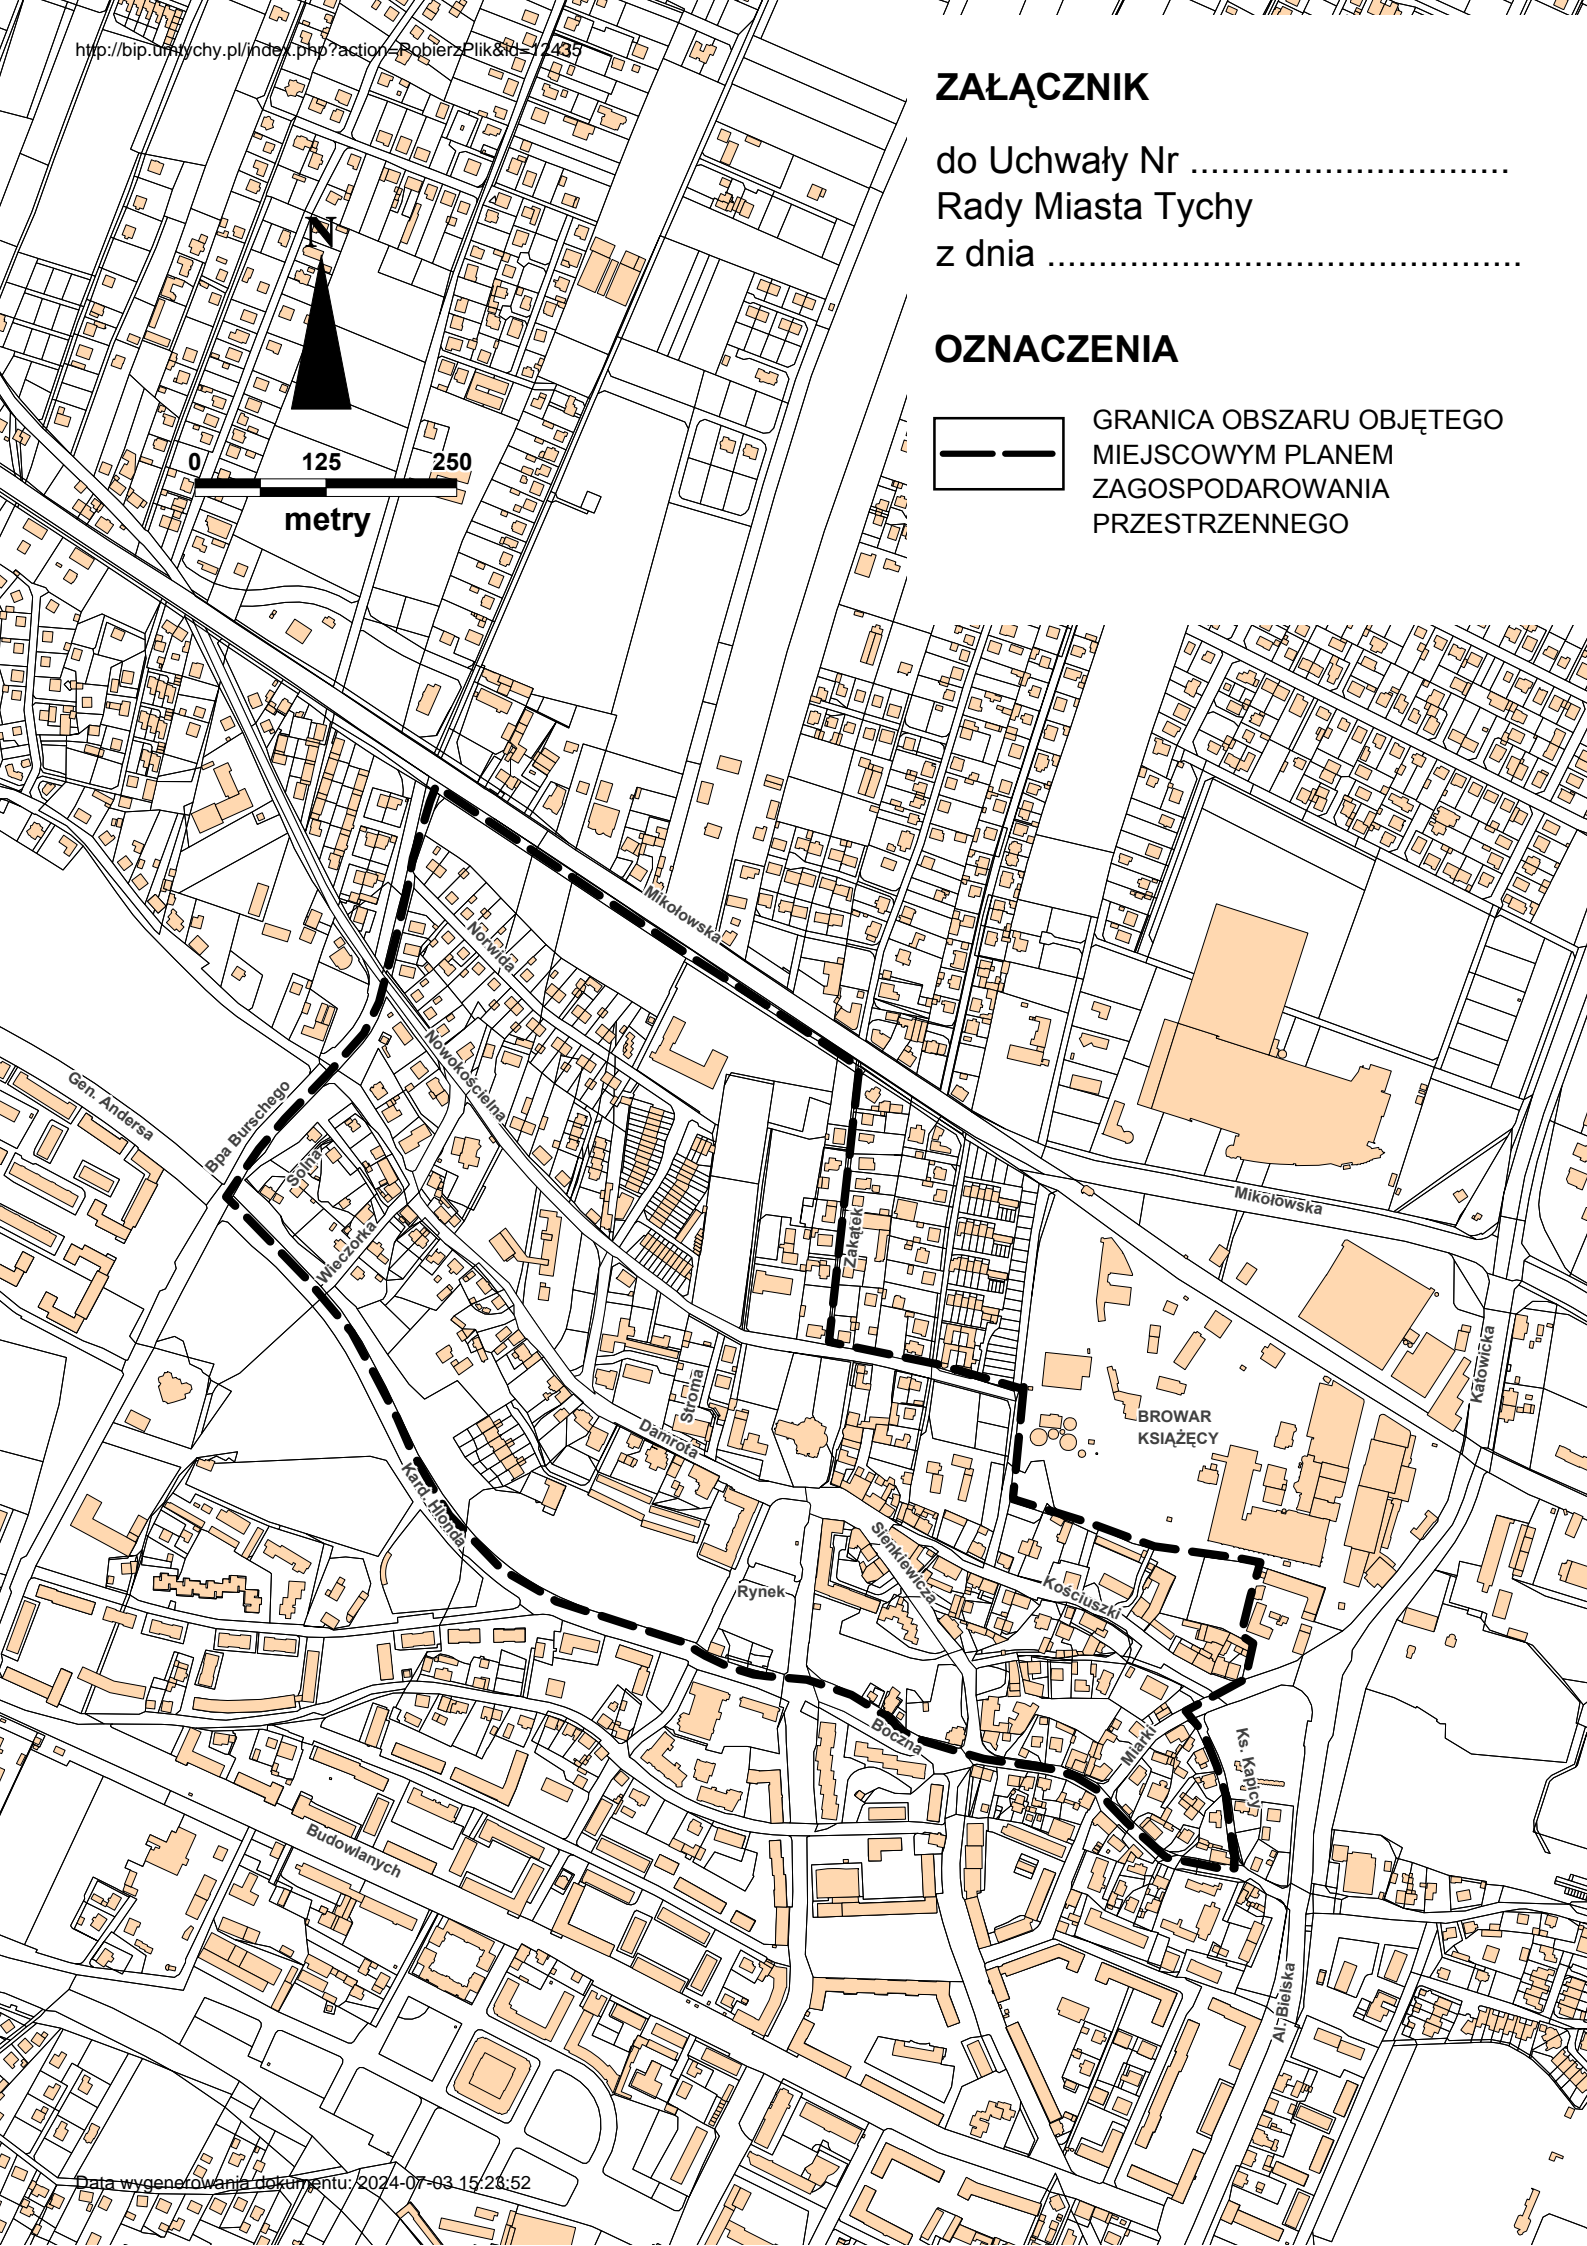 http://bip.umtychy.pl/index.php?action=PobierzPlik&id=12435
ZAŁĄCZNIK
do Uchwały Nr ...............................
Rady Miasta Tychy
z dnia ..............................................
OZNACZENIA
GRANICA OBSZARU OBJĘTEGO
MIEJSCOWYM PLANEM
ZAGOSPODAROWANIA
PRZESTRZENNEGO
N
0 125 250
metry
Mikołowska
Norwida
Nowokościelna
Gen. Andersa
Bpa Burschego
Solna
Wieczorka
Zakątek
Mikołowska
Katowicka
Stroma
Damrota
BROWAR
KSIĄŻĘCY
Kard. Hlonda
Sienkiewicza
Rynek
Kościuszki
Boczna
Miarki
Ks. Kapicy
Budowlanych
Al. Bielska
Data wygenerowania dokumentu: 2024-07-03 15:23:52